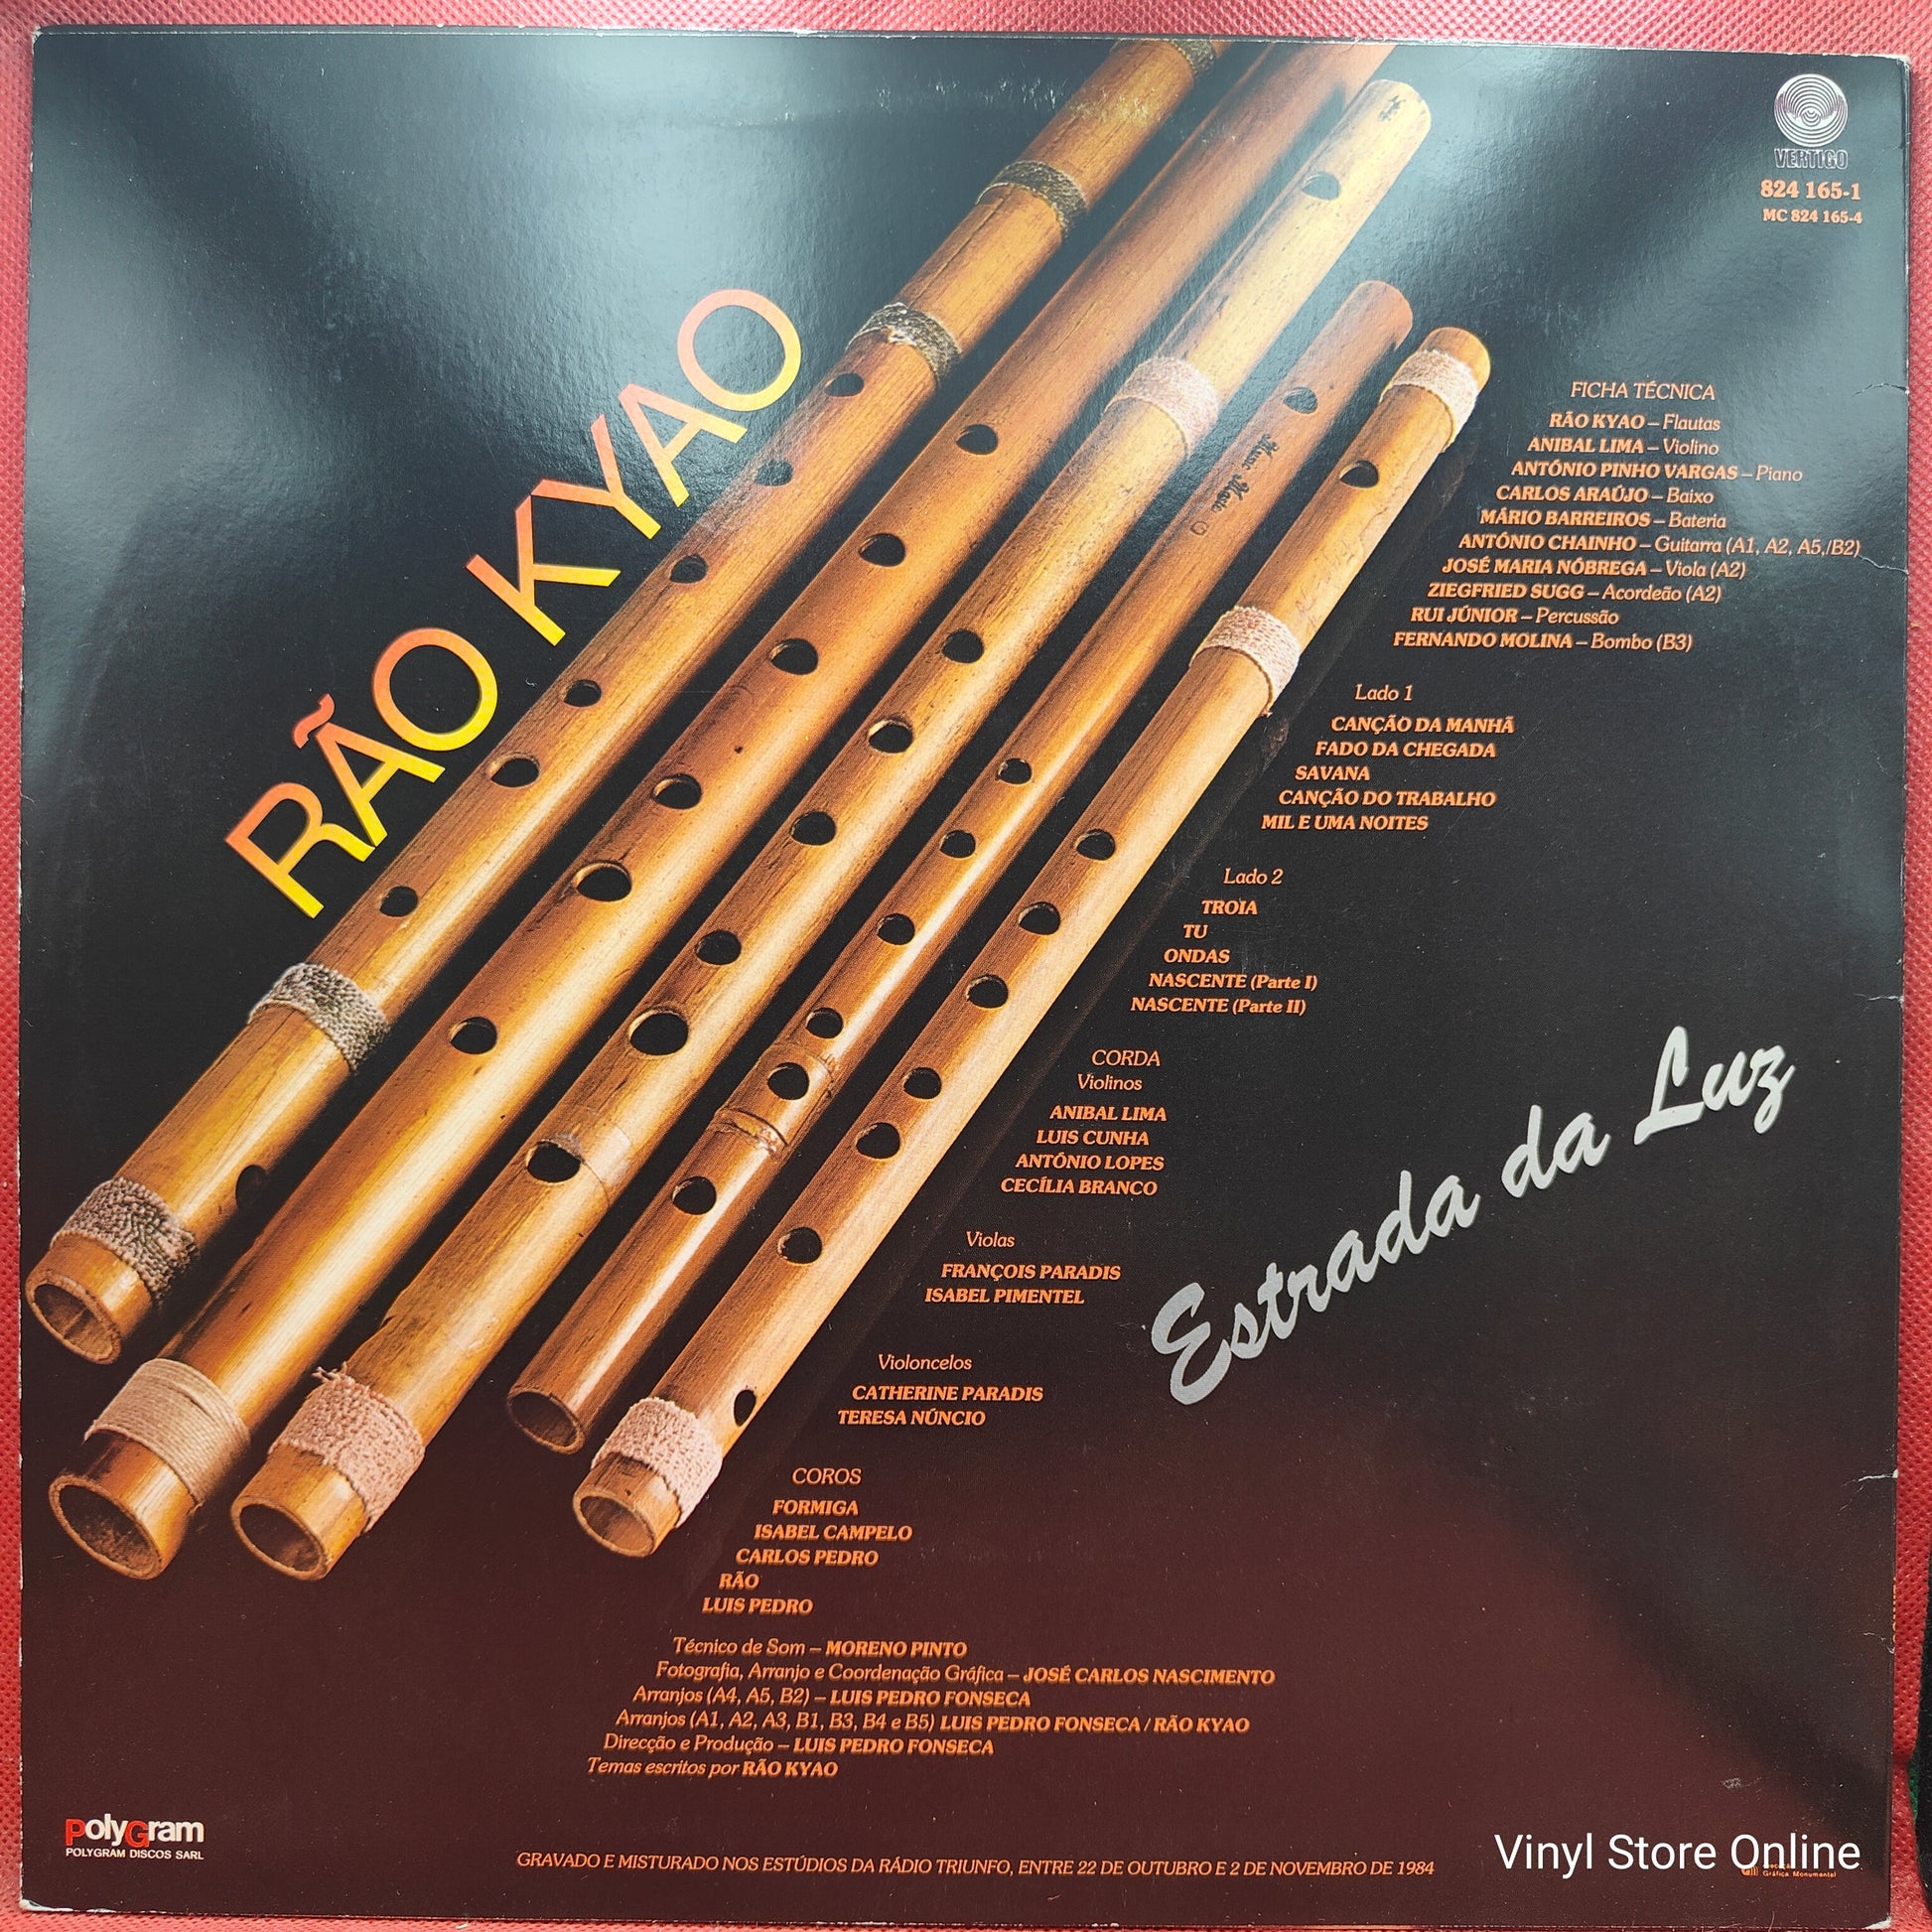 VERTIGO
824 165-1
MC 824 165-4
RÃO KYAO
FICHA TÉCNICA
RÃO KYAO – Flautas
ANIBAL LIMA – Violino
ANTÓNIO PINHO VARGAS – Piano
CARLOS ARAÚJO – Baixo
MÁRIO BARREIROS – Bateria
ANTÓNIO CHAINHO – Guitarra (A1, A2, A5,/B2)
JOSÉ MARIA NÓBREGA – Viola (A2)
ZIEGFRIED SUGG – Acordeão (A2)
RUI JÚNIOR – Percussão
FERNANDO MOLINA – Bombo (B3)
Lado 1
CANÇÃO DA MANHÃ
FADO DA CHEGADA
SAVANA
CANÇÃO DO TRABALHO
MIL E UMA NOITES
Lado 2
TROIA
TU
ONDAS
NASCENTE (Parte I)
NASCENTE (Parte II)
CORDA
Violinos
ANIBAL LIMA
LUIS CUNHA
ANTÓNIO LOPES
CECÍLIA BRANCO
Violas
FRANÇOIS PARADIS
ISABEL PIMENTEL
Violoncelos
CATHERINE PARADIS
TERESA NÚNCIO
Estrada da Luz
COROS
FORMIGA
ISABEL CAMPELO
CARLOS PEDRO
RÃO
LUIS PEDRO
Técnico de Som – MORENO PINTO
Fotografia, Arranjo e Coordenação Gráfica – JOSÉ CARLOS NASCIMENTO
Arranjos (A4, A5, B2) – LUIS PEDRO FONSECA
Arranjos (A1, A2, A3, B1, B3, B4 e B5) LUIS PEDRO FONSECA / RÃO KYAO
Direcção e Produção – LUIS PEDRO FONSECA
Temas escritos por RÃO KYAO
PolyGram
POLYGRAM DISCOS SARL
GRAVADO E MISTURADO NOS ESTÚDIOS DA RÁDIO TRIUNFO, ENTRE 22 DE OUTUBRO E 2 DE NOVEMBRO DE 1984
Vinyl Store Online
Gráfica Monumental